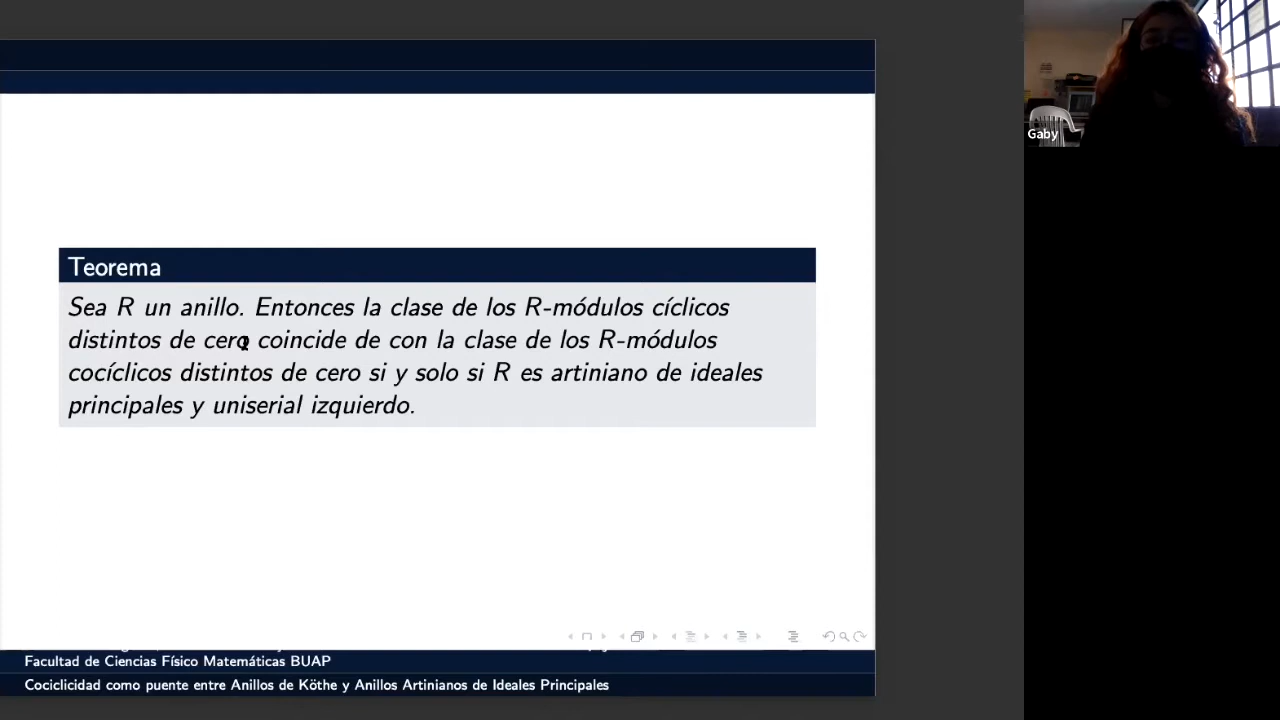 Teorema
Sea R un anillo. Entonces la clase de los R-módulos cíclicos
distintos de cero coincide de con la clase de los R-módulos
cocíclicos distintos de cero si y solo si R es artiniano de ideales
principales y uniserial izquierdo.
Facultad de Ciencias Físico Matemáticas BUAP
Cociclicidad como puente entre Anillos de Köthe y Anillos Artinianos de Ideales Principales
Gaby